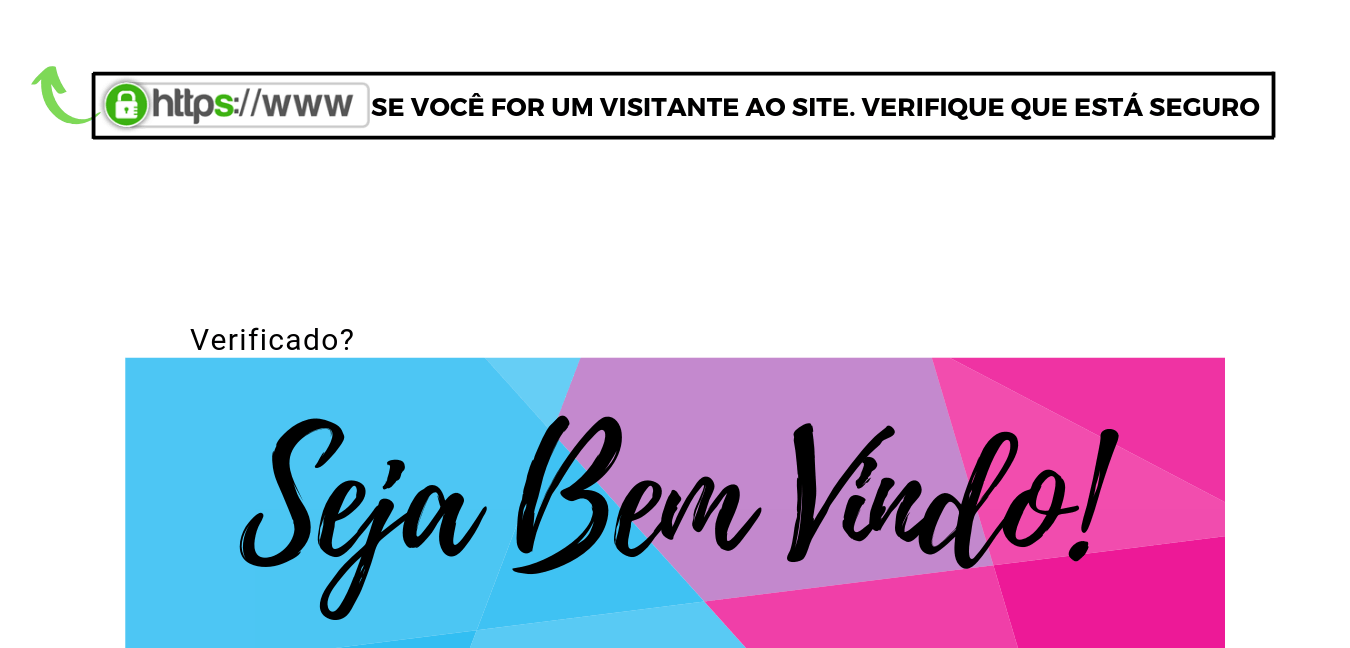 https://www SE VOCÊ FOR UM VISITANTE AO SITE. VERIFIQUE QUE ESTÁ SEGURO
Verificado?
Seja Bem Vindo!